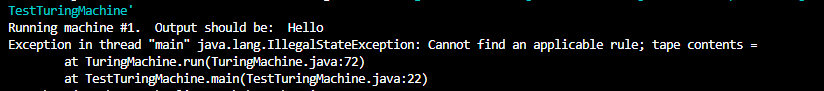 TestTuringMachine'
Running machine #1.  Output should be:  Hello
Exception in thread "main" java.lang.IllegalStateException: Cannot find an applicable rule; tape contents =
        at TuringMachine.run(TuringMachine.java:72)
        at TestTuringMachine.main(TestTuringMachine.java:22)